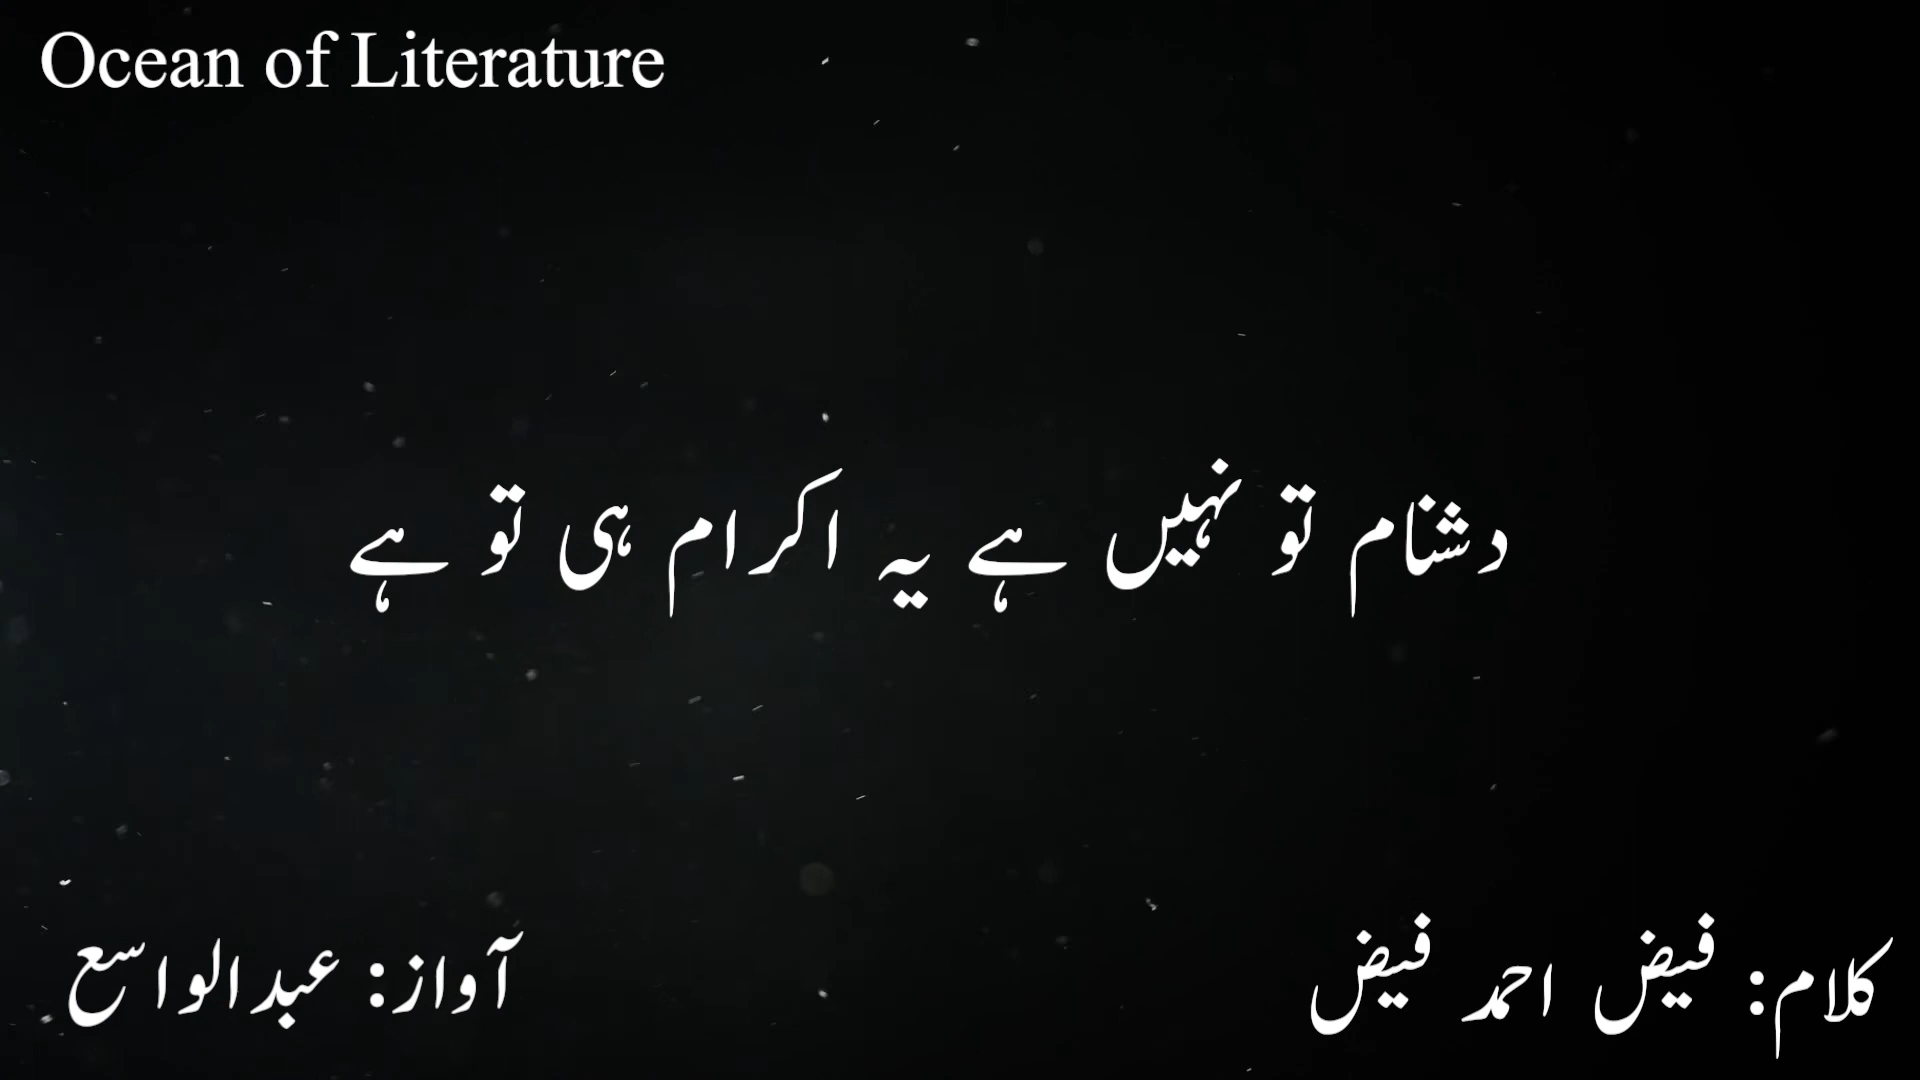 Ocean of Literature
دشنام تو نہیں ہے یہ اکرام ہی تو ہے
کلام: فیض احمد فیض
آواز: عبدالواسع